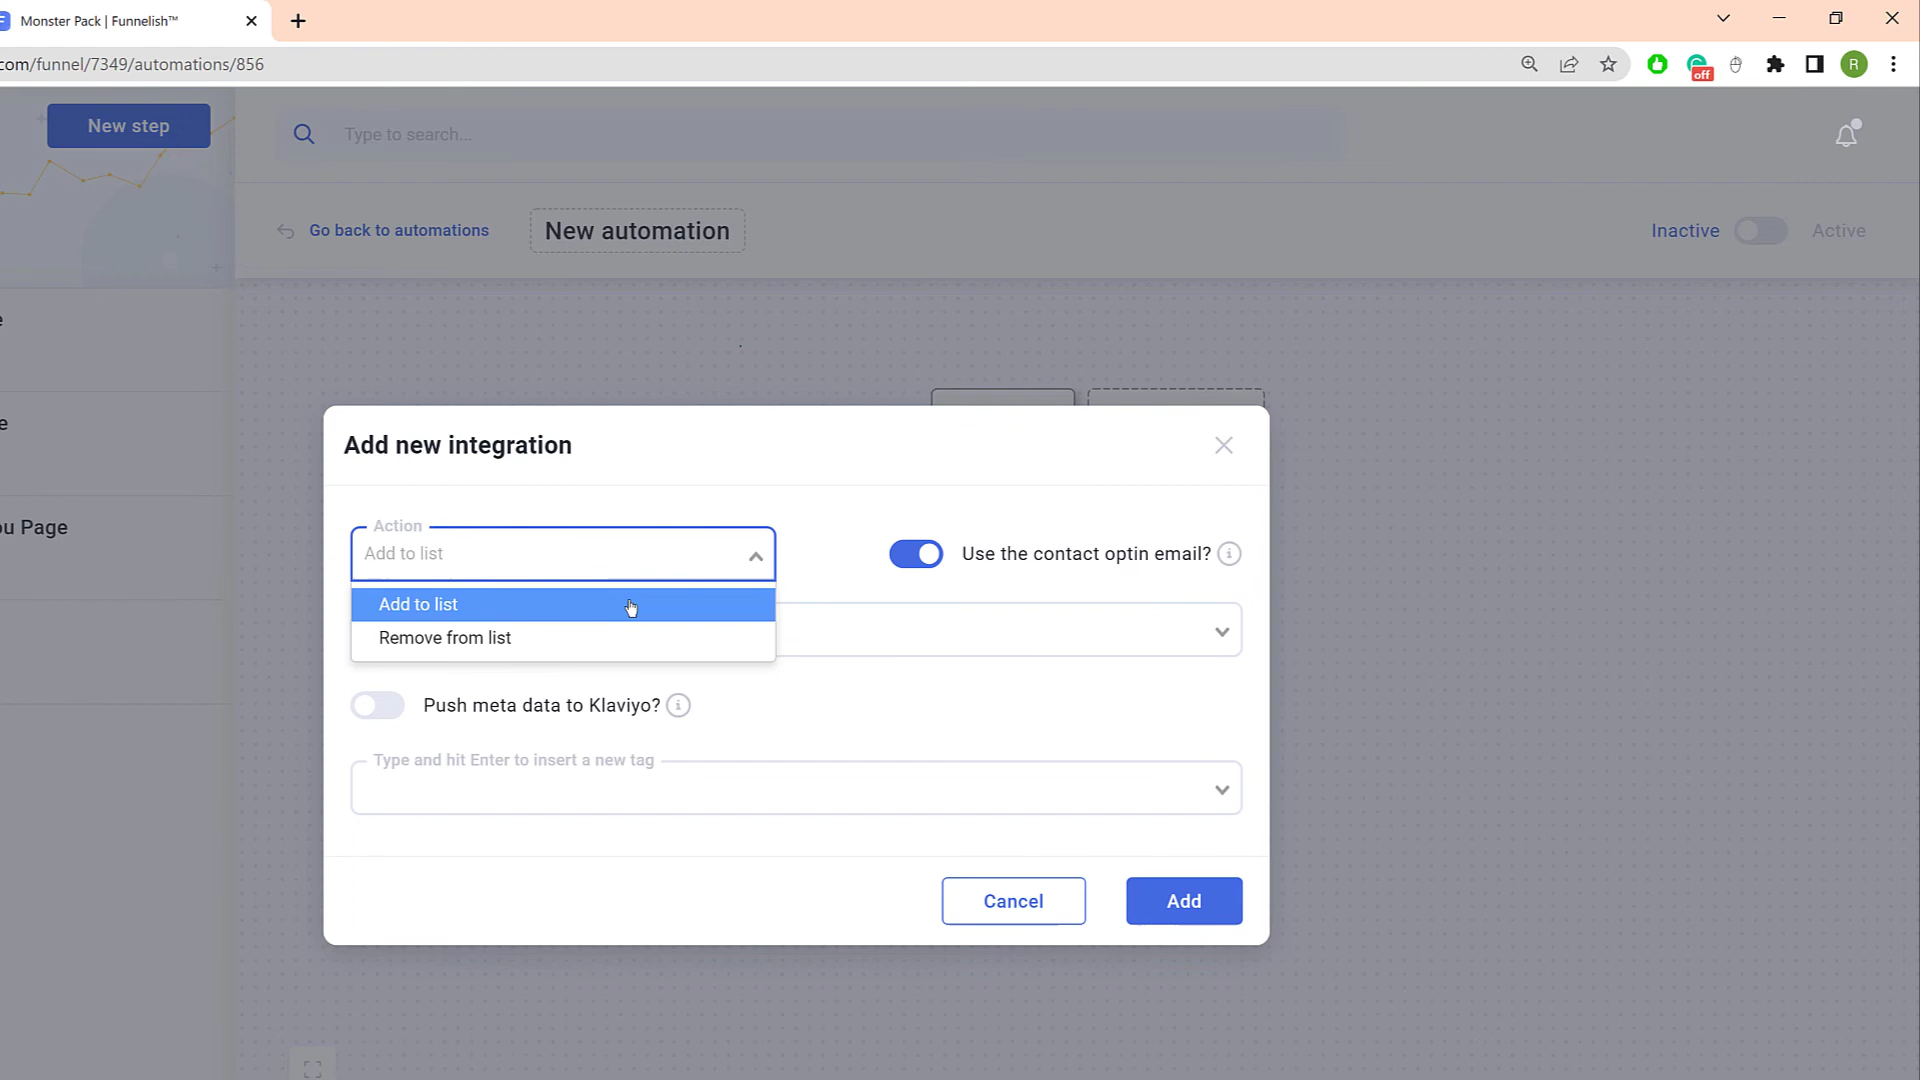 Monster Pack | Funnelish™
com/funnel/7349/automations/856
off
R
New step
Type to search...
Go back to automations
New automation
Inactive
Active
e
e
ou Page
Add new integration
Action
Add to list
Use the contact optin email?
Add to list
Remove from list
Push meta data to Klaviyo?
Type and hit Enter to insert a new tag
Cancel
Add